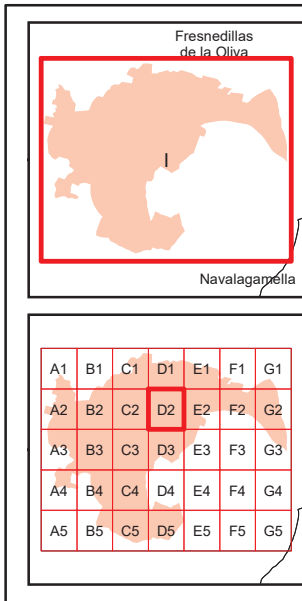 Fresnedillas
de la Oliva
I
Navalagamella
A1 B1 C1 D1 E1 F1 G1
A2 B2 C2 D2 E2 F2 G2
A3 B3 C3 D3 E3 F3 G3
A4 B4 C4 D4 E4 F4 G4
A5 B5 C5 D5 E5 F5 G5